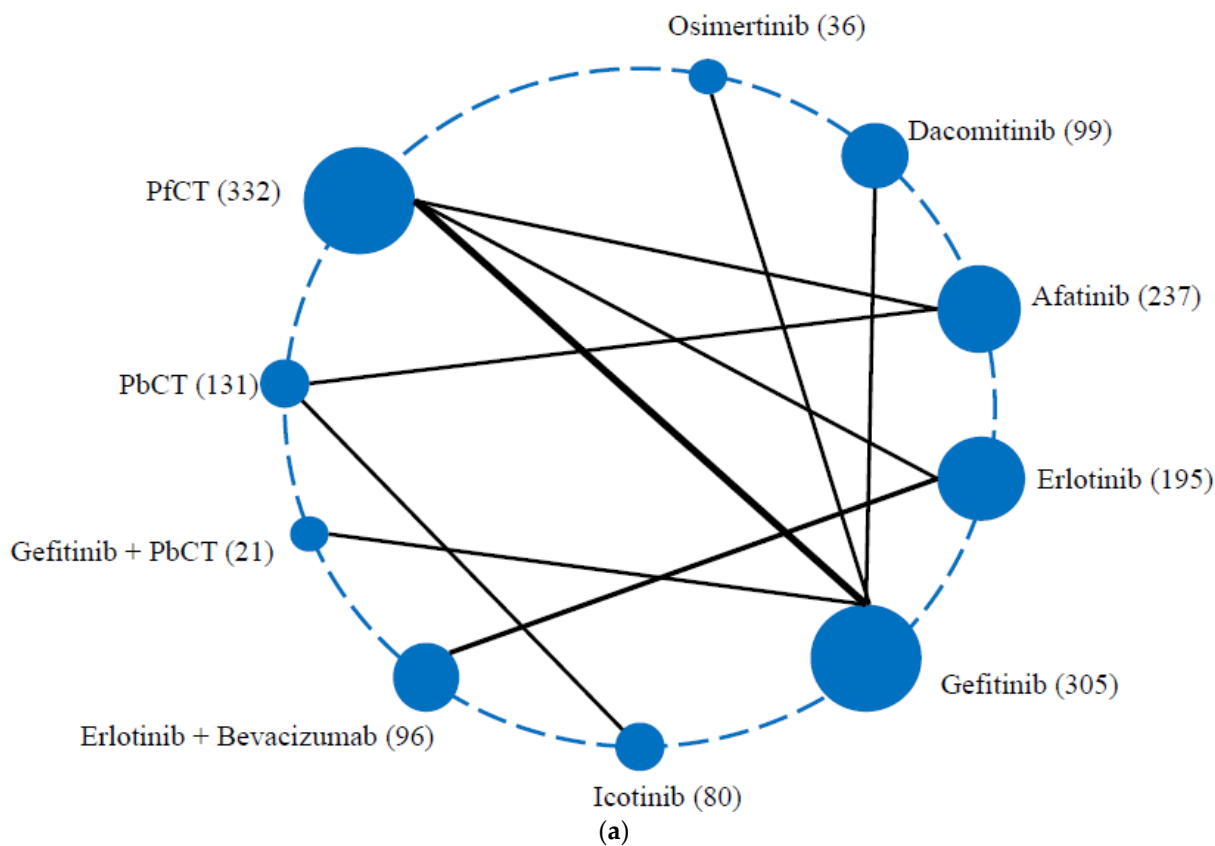 Osimertinib (36)
Dacomitinib (99)
PfCT (332)
Afatinib (237)
PbCT (131)
Erlotinib (195)
Gefitinib + PbCT (21)
Gefitinib (305)
Erlotinib + Bevacizumab (96)
Icotinib (80)
(a)